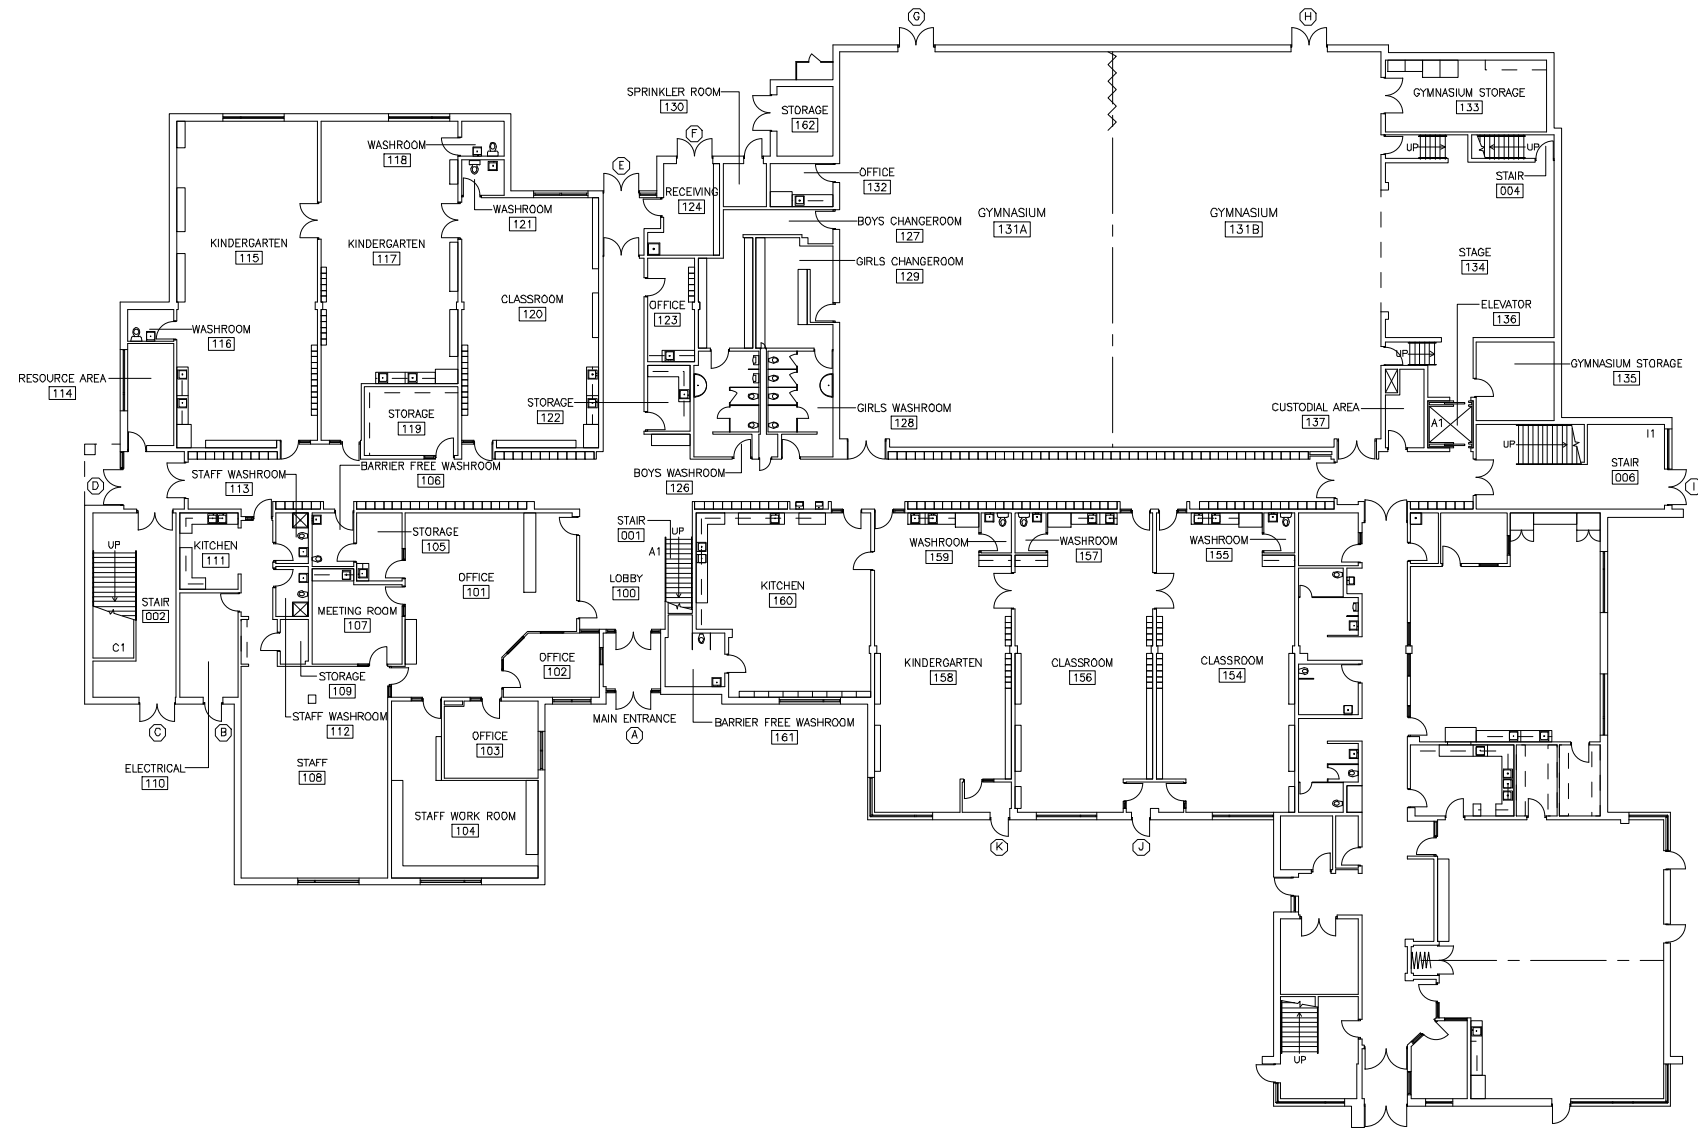 G
H
SPRINKLER ROOM
130
STORAGE
162
GYMNASIUM STORAGE
133
F
WASHROOM
118
E
OFFICE
132
UP
UP
STAIR
004
RECEIVING
124
WASHROOM
121
BOYS CHANGEROOM
127
GYMNASIUM
131A
GYMNASIUM
131B
KINDERGARTEN
115
KINDERGARTEN
117
GIRLS CHANGEROOM
129
STAGE
134
CLASSROOM
120
OFFICE
123
ELEVATOR
136
WASHROOM
116
UP
GYMNASIUM STORAGE
135
RESOURCE AREA
114
STORAGE
119
STORAGE
122
GIRLS WASHROOM
128
CUSTODIAL AREA
137
A1
UP
I1
STAIR
006
BARRIER FREE WASHROOM
106
STAFF WASHROOM
113
BOYS WASHROOM
126
D
I
UP
KITCHEN
111
STORAGE
105
STAIR
001
A1
UP
WASHROOM
159
WASHROOM
157
WASHROOM
155
OFFICE
101
LOBBY
100
KITCHEN
160
STAIR
002
MEETING ROOM
107
C1
OFFICE
102
KINDERGARTEN
158
CLASSROOM
156
CLASSROOM
154
STORAGE
109
STAFF WASHROOM
112
MAIN ENTRANCE
A
BARRIER FREE WASHROOM
161
C
B
OFFICE
103
ELECTRICAL
110
STAFF
108
STAFF WORK ROOM
104
K
J
UP